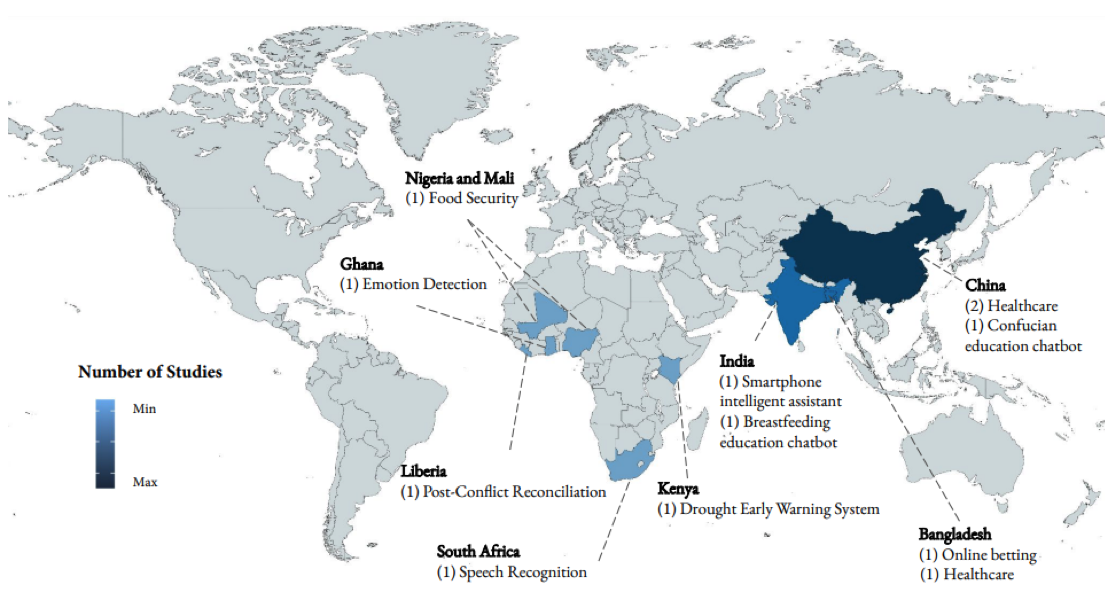 Nigeria and Mali
(1) Food Security
Ghana
(1) Emotion Detection
China
(2) Healthcare
(1) Confucian
education chatbot
India
(1) Smartphone
intelligent assistant
(1) Breastfeeding
education chatbot
Number of Studies
Min
Max
Liberia
(1) Post-Conflict Reconciliation
Kenya
(1) Drought Early Warning System
South Africa
(1) Speech Recognition
Bangladesh
(1) Online betting
(1) Healthcare